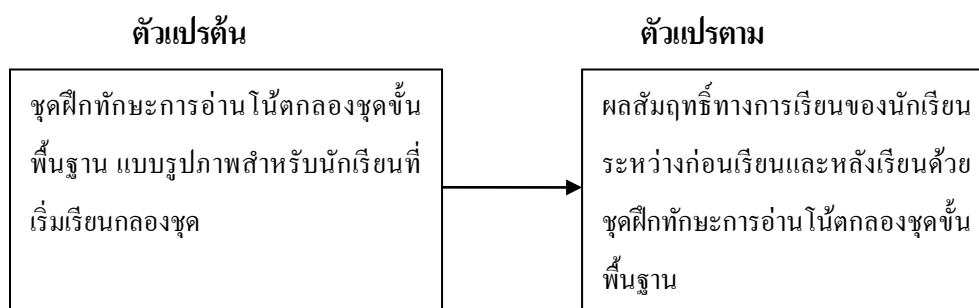 ตัวแปรต้น
ตัวแปรตาม
ชุดฝึกทักษะการอ่านโน้ตกลองชุดขั้น
พื้นฐาน แบบรูปภาพสำหรับนักเรียนที่
เริ่มเรียนกลองชุด
ผลสัมฤทธิ์ทางการเรียนของนักเรียน
ระหว่างก่อนเรียนและหลังเรียนด้วย
ชุดฝึกทักษะการอ่านโน้ตกลองชุดขั้น
พื้นฐาน